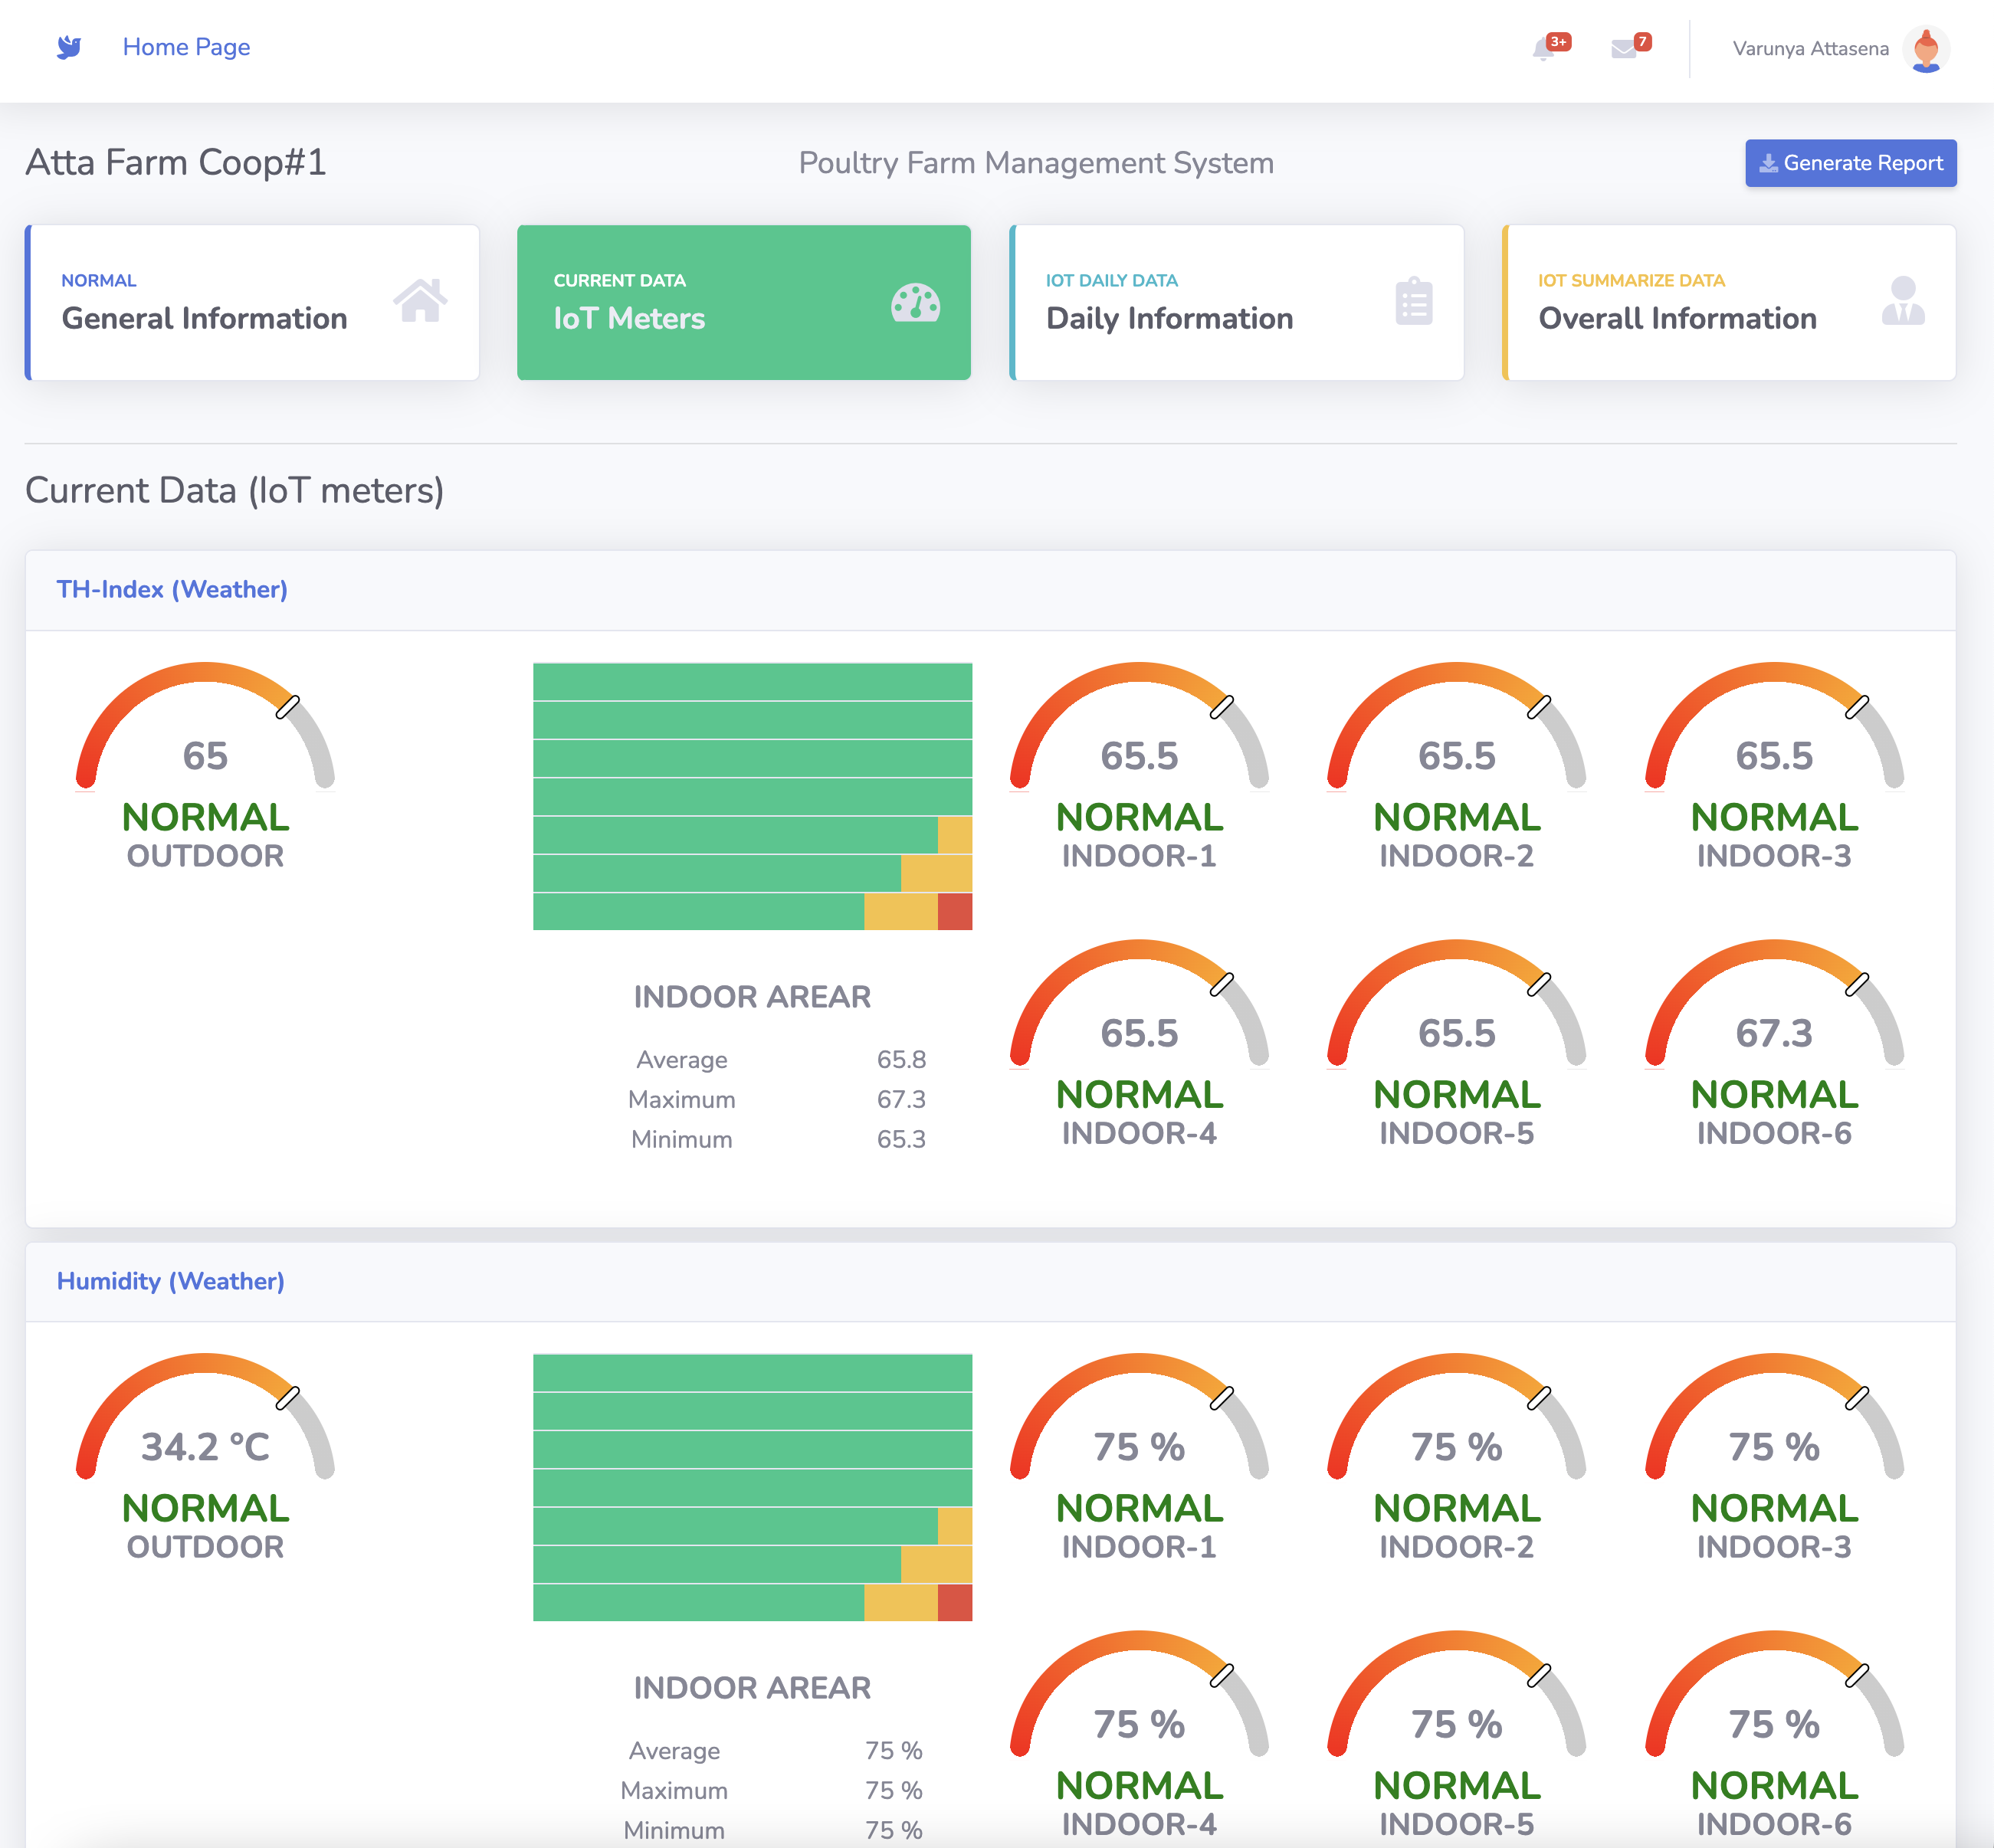 Home Page
3+
7
Varunya Attasena
Atta Farm Coop#1
Poultry Farm Management System
Generate Report
NORMAL
General Information
CURRENT DATA
IoT Meters
IOT DAILY DATA
Daily Information
IOT SUMMARIZE DATA
Overall Information
Current Data (IoT meters)
TH-Index (Weather)
65
NORMAL
OUTDOOR
INDOOR AREAR
Average 65.8
Maximum 67.3
Minimum 65.3
65.5
NORMAL
INDOOR-1
65.5
NORMAL
INDOOR-2
65.5
NORMAL
INDOOR-3
65.5
NORMAL
INDOOR-4
65.5
NORMAL
INDOOR-5
67.3
NORMAL
INDOOR-6
Humidity (Weather)
34.2 °C
NORMAL
OUTDOOR
INDOOR AREAR
Average 75 %
Maximum 75 %
Minimum 75 %
75 %
NORMAL
INDOOR-1
75 %
NORMAL
INDOOR-2
75 %
NORMAL
INDOOR-3
75 %
NORMAL
INDOOR-4
75 %
NORMAL
INDOOR-5
75 %
NORMAL
INDOOR-6